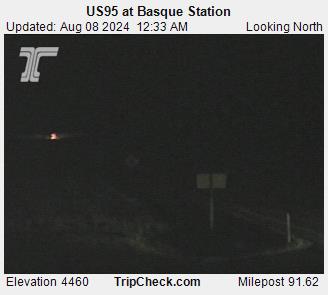 US95 at Basque Station
Updated: Aug 08 2024 12:33 AM Looking North
Elevation 4460 TripCheck.com Milepost 91.62